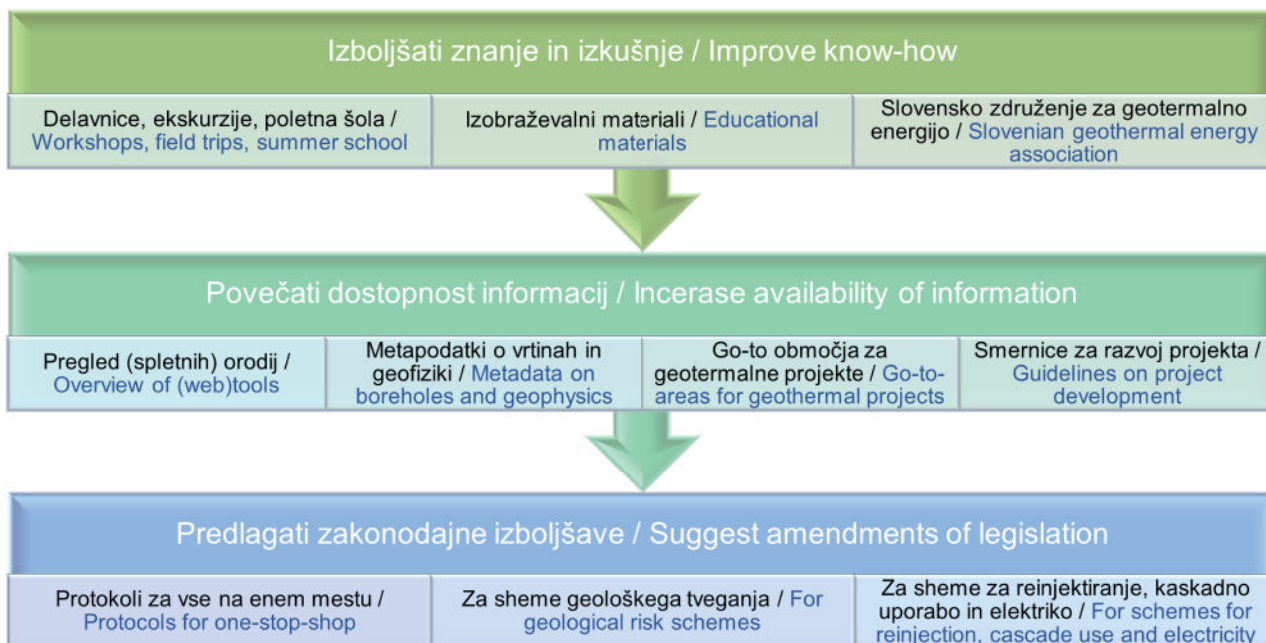 Izboljšati znanje in izkušnje / Improve know-how
Delavnice, ekskurzije, poletna šola /
Workshops, field trips, summer school
Izobraževalni materiali / Educational
materials
Slovensko združenje za geotermalno
energijo / Slovenian geothermal energy
association
Povečati dostopnost informacij / Incerase availability of information
Pregled (spletnih) orodij /
Overview of (web)tools
Metapodatki o vrtinah in
geofiziki / Metadata on
boreholes and geophysics
Go-to območja za
geotermalne projekte / Go-to-
areas for geothermal projects
Smernice za razvoj projekta /
Guidelines on project
development
Predlagati zakonodajne izboljšave / Suggest amendments of legislation
Protokoli za vse na enem mestu /
Protocols for one-stop-shop
Za sheme geološkega tveganja / For
geological risk schemes
Za sheme za reinjektiranje, kaskadno
uporabo in elektriko / For schemes for
reinjection, cascade use and electricity